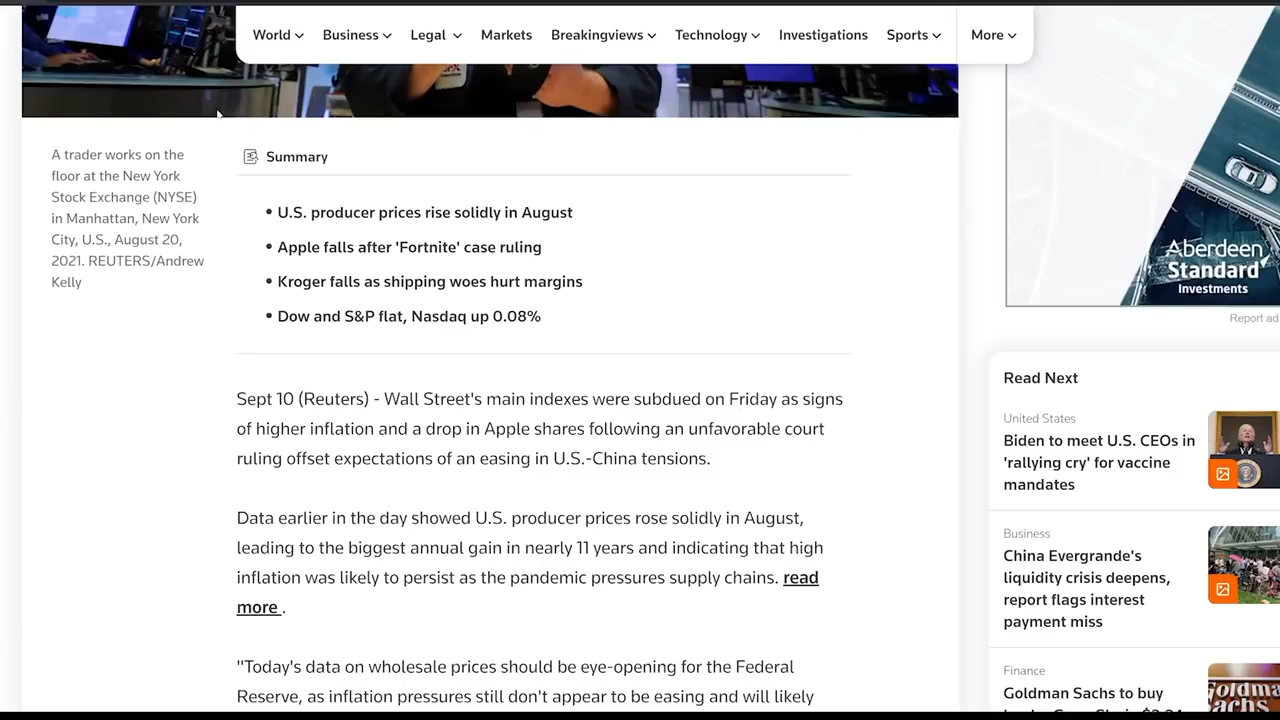 World
Business
Legal
Markets
Breakingviews
Technology
Investigations
Sports
More
A trader works on the
floor at the New York
Stock Exchange (NYSE)
in Manhattan, New York
City, U.S., August 20,
2021. REUTERS/Andrew
Kelly
Summary
• U.S. producer prices rise solidly in August
• Apple falls after 'Fortnite' case ruling
• Kroger falls as shipping woes hurt margins
• Dow and S&P flat, Nasdaq up 0.08%
Sept 10 (Reuters) - Wall Street's main indexes were subdued on Friday as signs
of higher inflation and a drop in Apple shares following an unfavorable court
ruling offset expectations of an easing in U.S.-China tensions.
Data earlier in the day showed U.S. producer prices rose solidly in August,
leading to the biggest annual gain in nearly 11 years and indicating that high
inflation was likely to persist as the pandemic pressures supply chains. read
more .
"Today's data on wholesale prices should be eye-opening for the Federal
Reserve, as inflation pressures still don't appear to be easing and will likely
Aberdeen
Standard
Investments
Report ad
Read Next
United States
Biden to meet U.S. CEOs in
'rallying cry' for vaccine
mandates
Business
China Evergrande's
liquidity crisis deepens,
report flags interest
payment miss
Finance
Goldman Sachs to buy